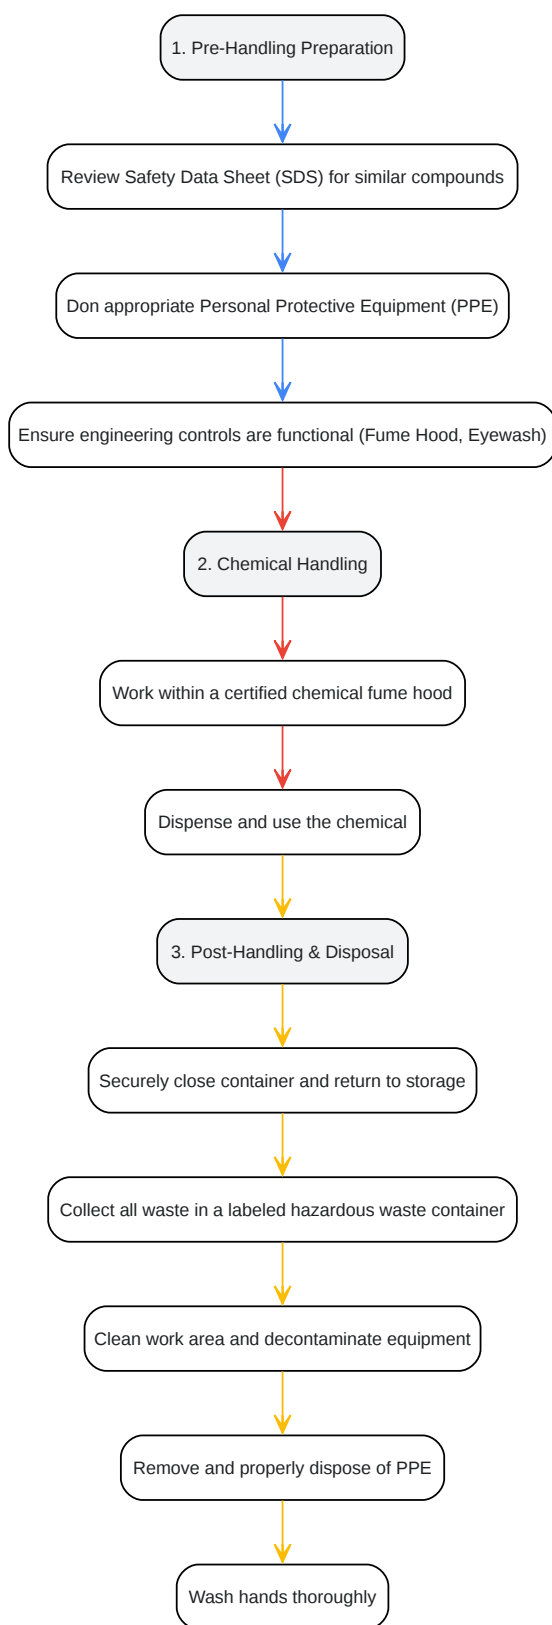 1. Pre-Handling Preparation
Review Safety Data Sheet (SDS) for similar compounds
Don appropriate Personal Protective Equipment (PPE)
Ensure engineering controls are functional (Fume Hood, Eyewash)
2. Chemical Handling
Work within a certified chemical fume hood
Dispense and use the chemical
3. Post-Handling & Disposal
Securely close container and return to storage
Collect all waste in a labeled hazardous waste container
Clean work area and decontaminate equipment
Remove and properly dispose of PPE
Wash hands thoroughly